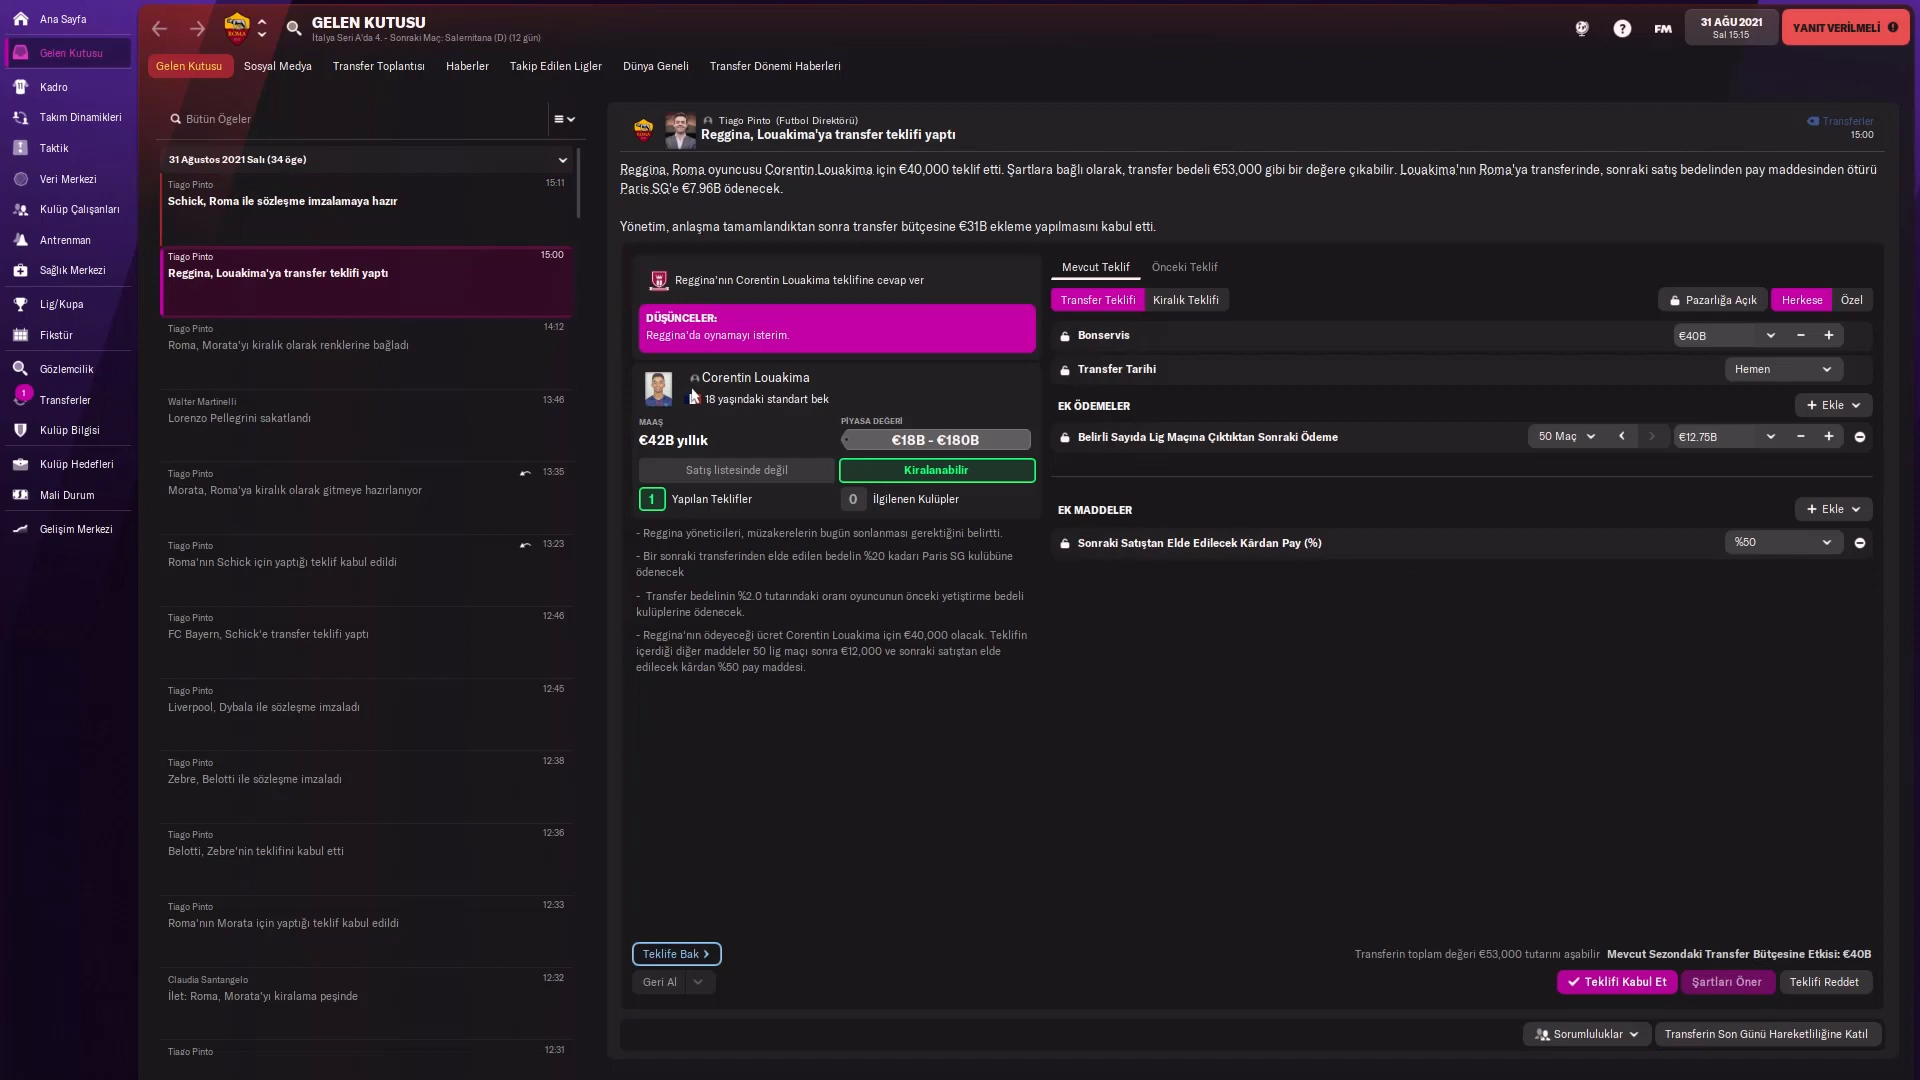 Ana Sayfa
Gelen Kutusu
Kadro
Takım Dinamikleri
Taktik
Veri Merkezi
Kulüp Çalışanları
Antrenman
Sağlık Merkezi
Lig/Kupa
Fikstür
Gözlemcilik
1
Transferler
Kulüp Bilgisi
Kulüp Hedefleri
Mali Durum
Gelişim Merkezi
GELEN KUTUSU
İtalya Seri A'da 4. - Sonraki Maç: Salernitana (D) (12 gün)
FM
31 AĞU 2021
Sal 15:15
YANIT VERİLMELİ
Gelen Kutusu
Sosyal Medya
Transfer Toplantısı
Haberler
Takip Edilen Ligler
Dünya Geneli
Transfer Dönemi Haberleri
Bütün Ögeler
31 Ağustos 2021 Salı (34 öge)
Tiago Pinto 15:11
Schick, Roma ile sözleşme imzalamaya hazır
Tiago Pinto 15:00
Reggina, Louakima'ya transfer teklifi yaptı
Tiago Pinto 14:12
Roma, Morata'yı kiralık olarak renklerine bağladı
Walter Martinelli 13:46
Lorenzo Pellegrini sakatlandı
Tiago Pinto 13:35
Morata, Roma'ya kiralık olarak gitmeye hazırlanıyor
Tiago Pinto 13:23
Roma'nın Schick için yaptığı teklif kabul edildi
Tiago Pinto 12:46
FC Bayern, Schick'e transfer teklifi yaptı
Tiago Pinto 12:45
Liverpool, Dybala ile sözleşme imzaladı
Tiago Pinto 12:38
Zebre, Belotti ile sözleşme imzaladı
Tiago Pinto 12:36
Belotti, Zebre'nin teklifini kabul etti
Tiago Pinto 12:33
Roma'nın Morata için yaptığı teklif kabul edildi
Claudia Santangelo 12:32
İlet: Roma, Morata'yı kiralama peşinde
Tiago Pinto 12:31
Tiago Pinto (Futbol Direktörü)
Reggina, Louakima'ya transfer teklifi yaptı
Transferler
15:00
Reggina, Roma oyuncusu Corentin Louakima için €40,000 teklif etti. Şartlara bağlı olarak, transfer bedeli €53,000 gibi bir değere çıkabilir. Louakima'nın Roma'ya transferinde, sonraki satış bedelinden pay maddesinden ötürü
Paris SG'e €7.96B ödenecek.
Yönetim, anlaşma tamamlandıktan sonra transfer bütçesine €31B ekleme yapılmasını kabul etti.
Reggina'nın Corentin Louakima teklifine cevap ver
DÜŞÜNCELER:
Reggina'da oynamayı isterim.
Corentin Louakima
18 yaşındaki standart bek
MAAŞ
€42B yıllık
PİYASA DEĞERİ
€18B - €180B
Satış listesinde değil
Kiralanabilir
1 Yapılan Teklifler
0 İlgilenen Kulüpler
- Reggina yöneticileri, müzakerelerin bugün sonlanması gerektiğini belirtti.
- Bir sonraki transferinden elde edilen bedelin %20 kadarı Paris SG kulübüne
ödenecek
- Transfer bedelinin %2.0 tutarındaki oranı oyuncunun önceki yetiştirme bedeli
kulüplerine ödenecek.
- Reggina'nın ödeyeceği ücret Corentin Louakima için €40,000 olacak. Teklifin
içerdiği diğer maddeler 50 lig maçı sonra €12,000 ve sonraki satıştan elde
edilecek kârdan %50 pay maddesi.
Mevcut Teklif
Önceki Teklif
Transfer Teklifi
Kiralık Teklifi
Pazarlığa Açık
Herkese
Özel
Bonservis
€40B
Transfer Tarihi
Hemen
EK ÖDEMELER
Ekle
Belirli Sayıda Lig Maçına Çıktıktan Sonraki Ödeme
50 Maç
€12.75B
EK MADDELER
Ekle
Sonraki Satıştan Elde Edilecek Kârdan Pay (%)
%50
Teklife Bak
Geri Al
Transferin toplam değeri €53,000 tutarını aşabilir Mevcut Sezondaki Transfer Bütçesine Etkisi: €40B
Teklifi Kabul Et
Şartları Öner
Teklifi Reddet
Sorumluluklar
Transferin Son Günü Hareketliliğine Katıl